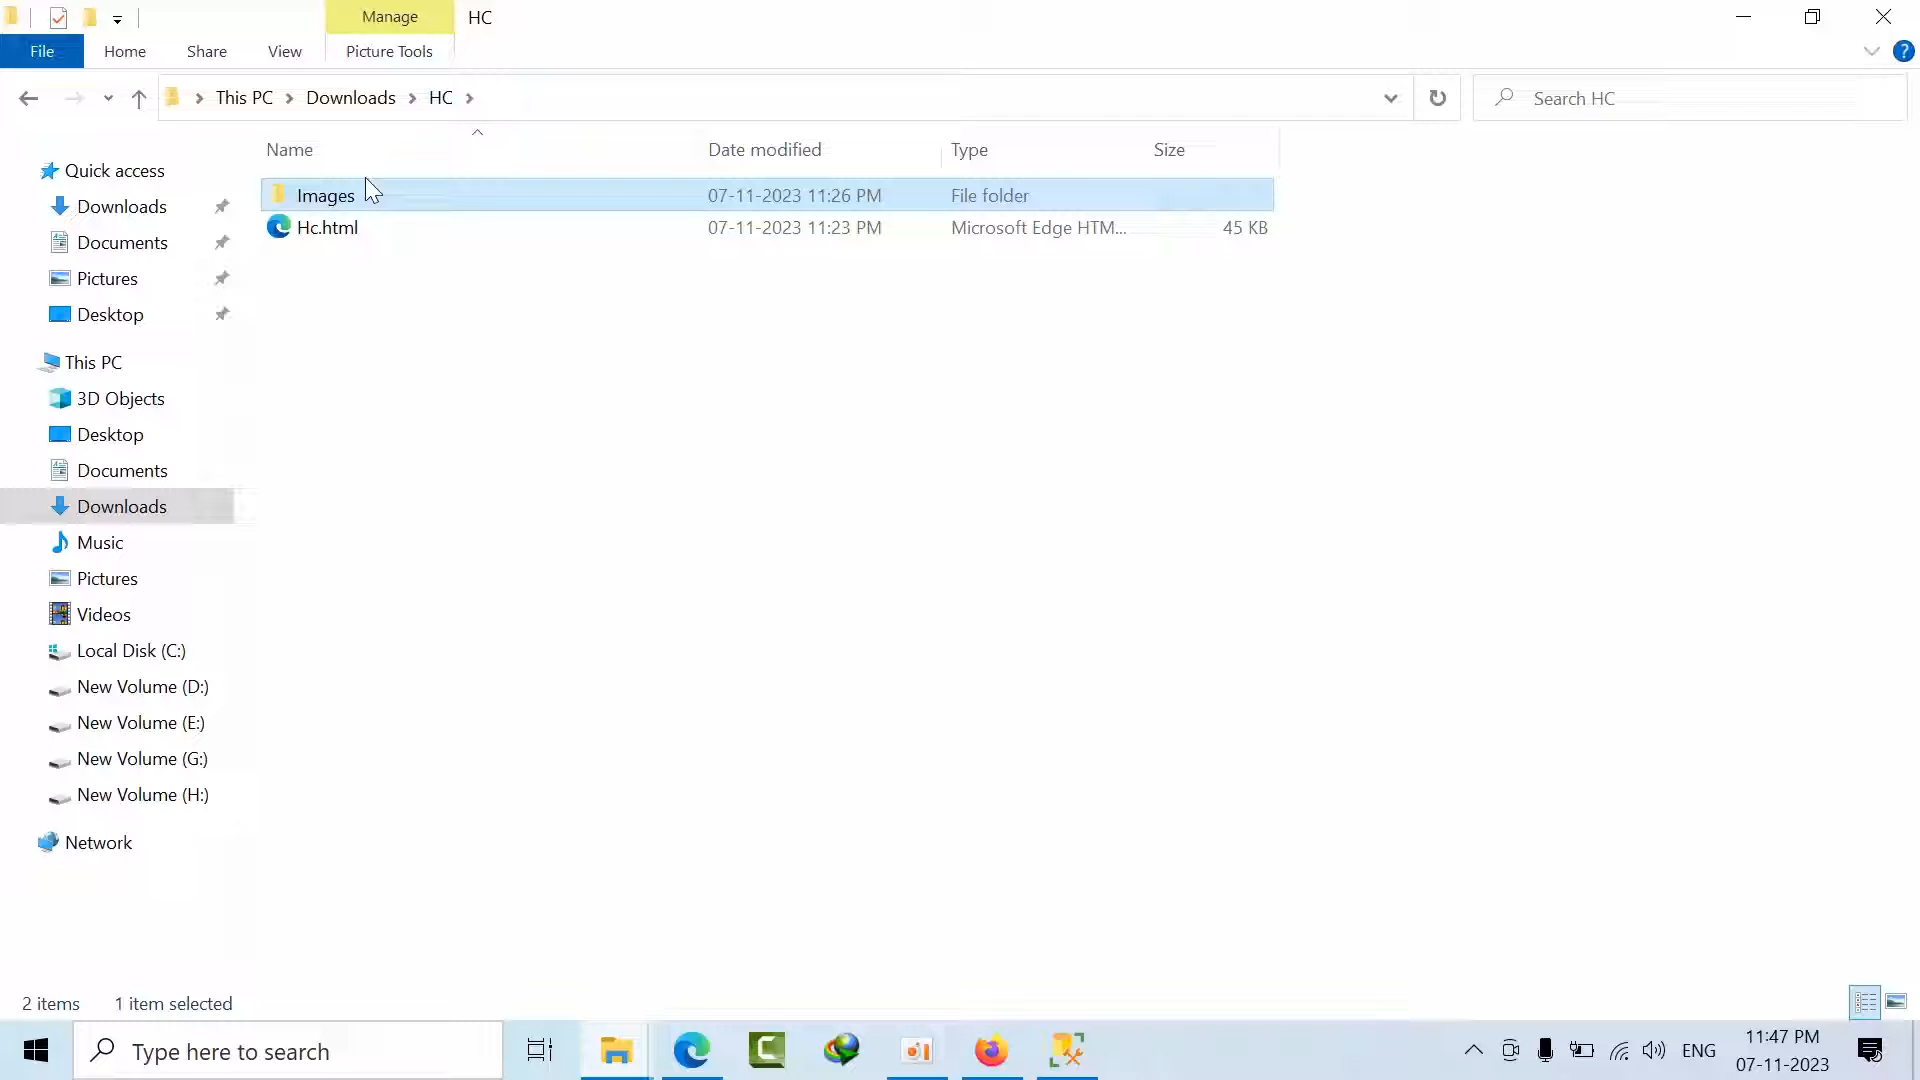 Manage
HC
File
Home
Share
View
Picture Tools
This PC
Downloads
HC
Search HC
Name
Date modified
Type
Size
Images
07-11-2023 11:26 PM
File folder
Hc.html
07-11-2023 11:23 PM
Microsoft Edge HTM...
45 KB
Quick access
Downloads
Documents
Pictures
Desktop
This PC
3D Objects
Desktop
Documents
Downloads
Music
Pictures
Videos
Local Disk (C:)
New Volume (D:)
New Volume (E:)
New Volume (G:)
New Volume (H:)
Network
2 items
1 item selected
Type here to search
ENG
11:47 PM
07-11-2023